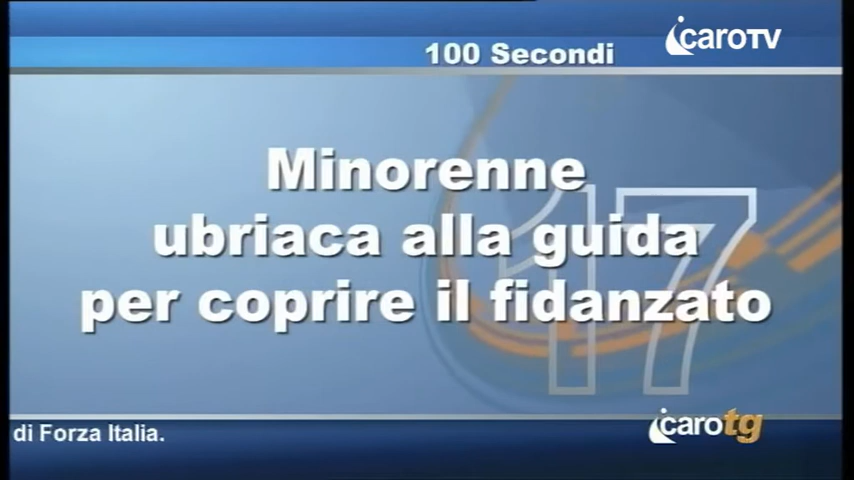 100 Secondi
icaroTV
Minorenne
ubriaca alla guida
per coprire il fidanzato
17
di Forza Italia.
icarotg